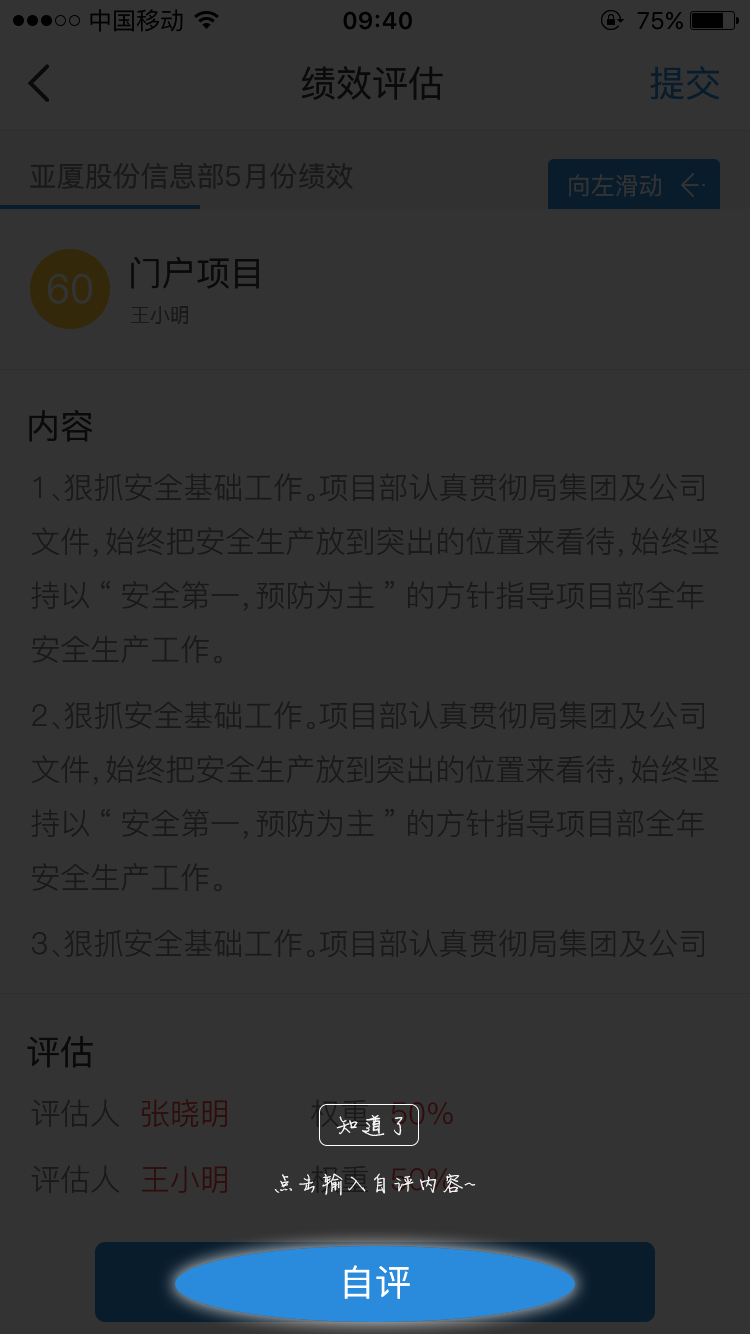 中国移动 09:40 75%
绩效评估 提交
亚厦股份信息部5月份绩效 向左滑动
60 门户项目
王小明
内容
1、狠抓安全基础工作。项目部认真贯彻局集团及公司
文件,始终把安全生产放到突出的位置来看待,始终坚
持以“安全第一,预防为主”的方针指导项目部全年
安全生产工作。
2、狠抓安全基础工作。项目部认真贯彻局集团及公司
文件,始终把安全生产放到突出的位置来看待,始终坚
持以“安全第一,预防为主”的方针指导项目部全年
安全生产工作。
3、狠抓安全基础工作。项目部认真贯彻局集团及公司
评估
评估人 张晓明 权重 50%
知道了
评估人 王小明 权重 50%
点击输入自评内容~
自评